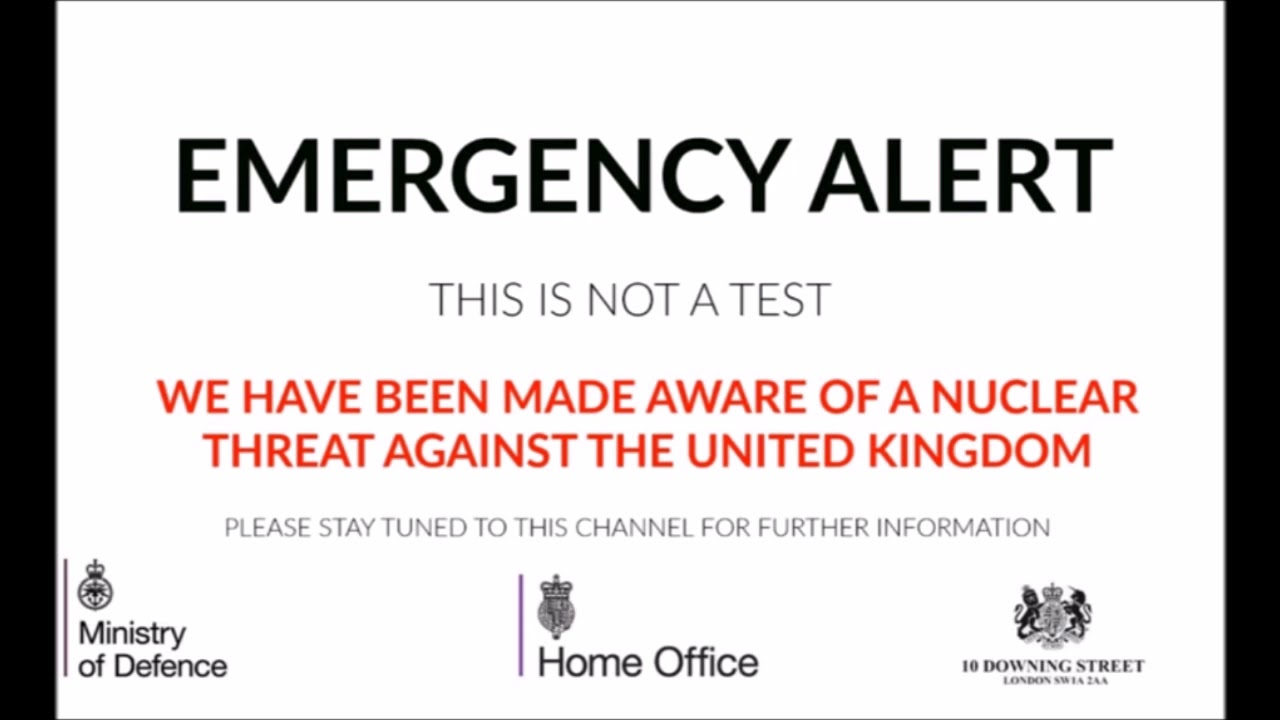 EMERGENCY ALERT
THIS IS NOT A TEST
WE HAVE BEEN MADE AWARE OF A NUCLEAR
THREAT AGAINST THE UNITED KINGDOM
PLEASE STAY TUNED TO THIS CHANNEL FOR FURTHER INFORMATION
Ministry
of Defence
Home Office
10 DOWNING STREET
LONDON SW1A 2AA